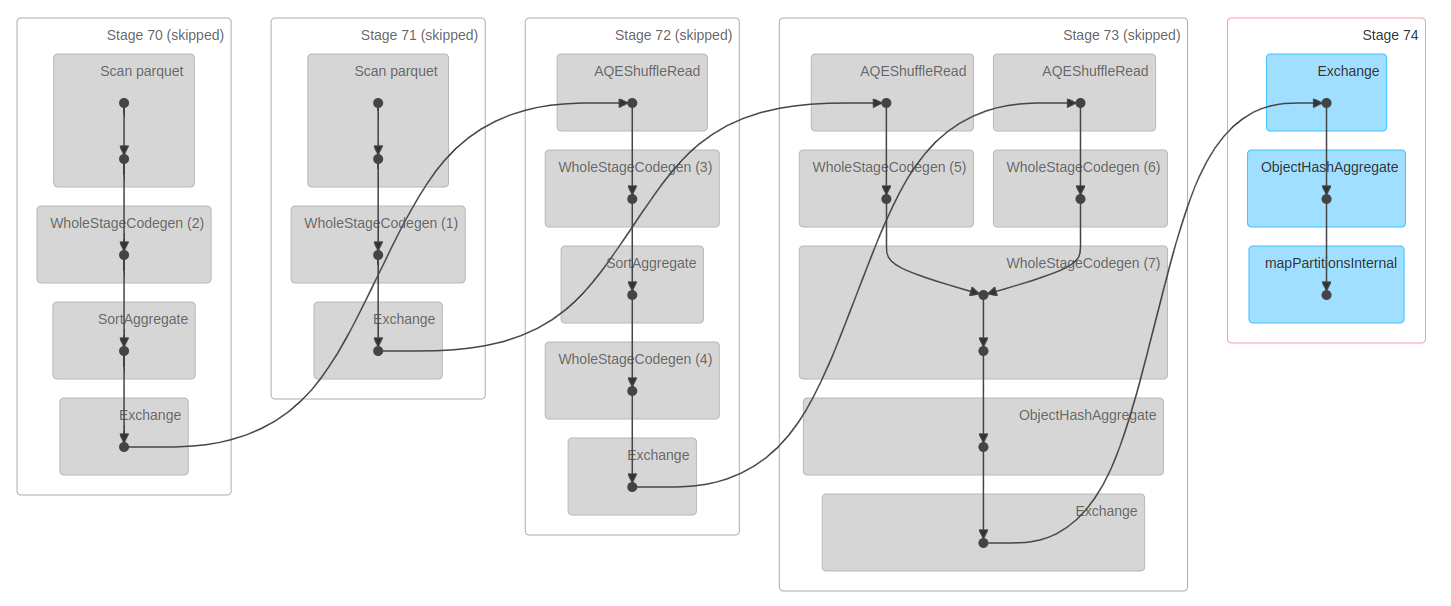 Stage 70 (skipped)
Scan parquet
WholeStageCodegen (2)
SortAggregate
Exchange
Stage 71 (skipped)
Scan parquet
WholeStageCodegen (1)
Exchange
Stage 72 (skipped)
AQEShuffleRead
WholeStageCodegen (3)
SortAggregate
WholeStageCodegen (4)
Exchange
Stage 73 (skipped)
AQEShuffleRead
AQEShuffleRead
WholeStageCodegen (5)
WholeStageCodegen (6)
WholeStageCodegen (7)
ObjectHashAggregate
Exchange
Stage 74
Exchange
ObjectHashAggregate
mapPartitionsInternal